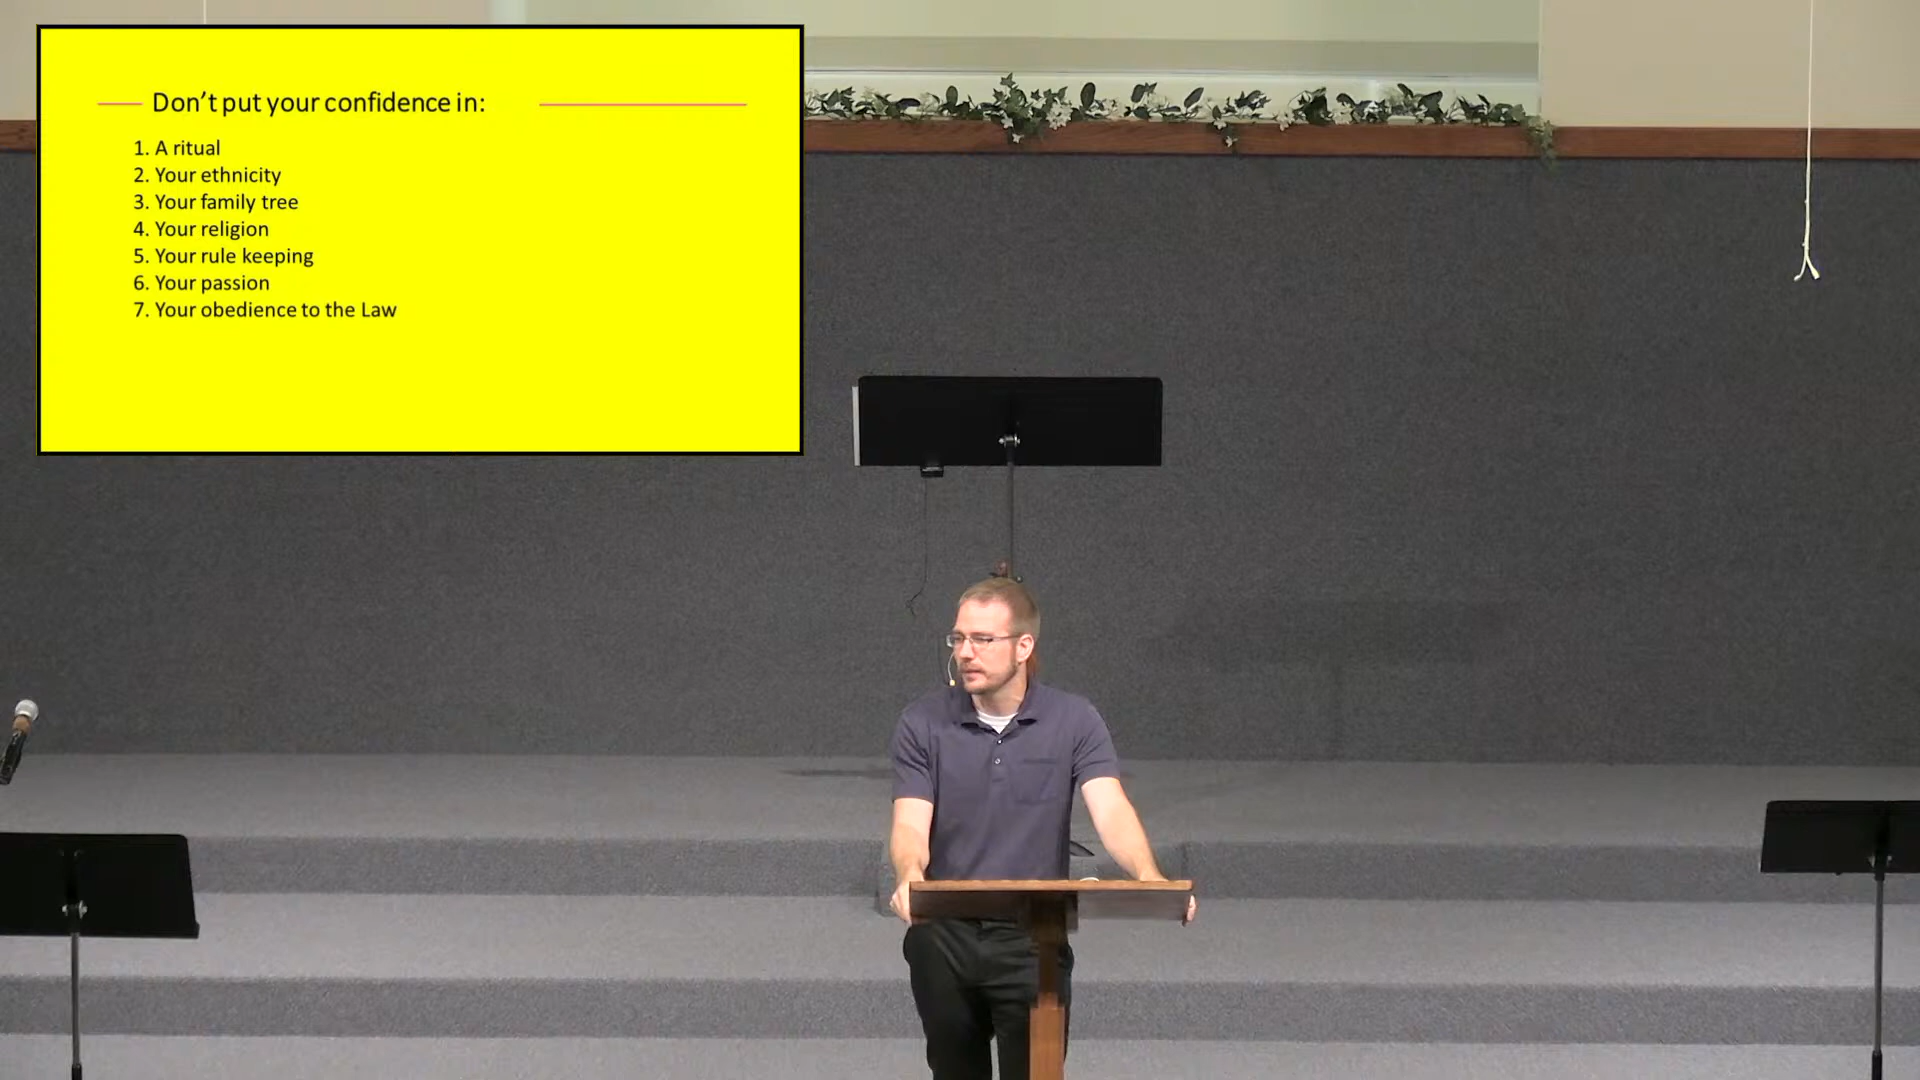 Don’t put your confidence in:
1. A ritual
2. Your ethnicity
3. Your family tree
4. Your religion
5. Your rule keeping
6. Your passion
7. Your obedience to the Law